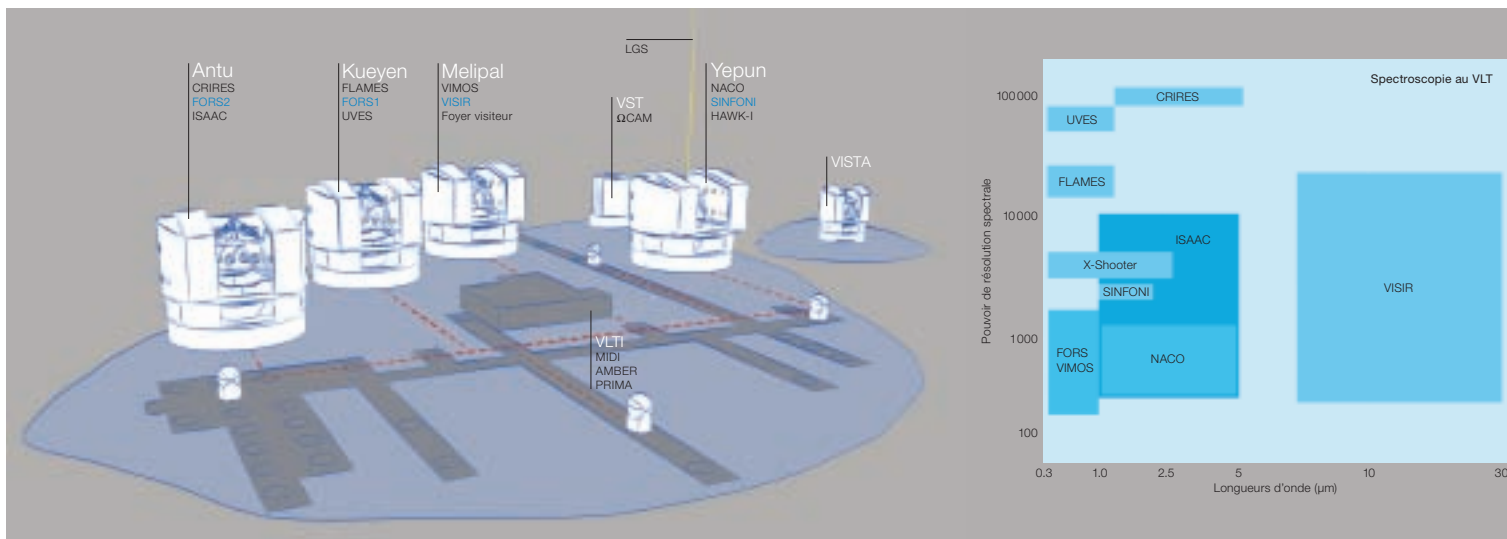 LGS
Antu
CRIRES
FORS2
ISAAC
Kueyen
FLAMES
FORS1
UVES
Melipal
VIMOS
VISIR
Foyer visiteur
VST
ΩCAM
Yepun
NACO
SINFONI
HAWK-I
VISTA
VLTI
MIDI
AMBER
PRIMA
Spectroscopie au VLT
Pouvoir de résolution spectrale
100 000
10 000
1000
100
CRIRES
UVES
FLAMES
ISAAC
X-Shooter
SINFONI
VISIR
FORS
VIMOS
NACO
0.3 1.0 2.5 5 10 30
Longueurs d'onde (µm)